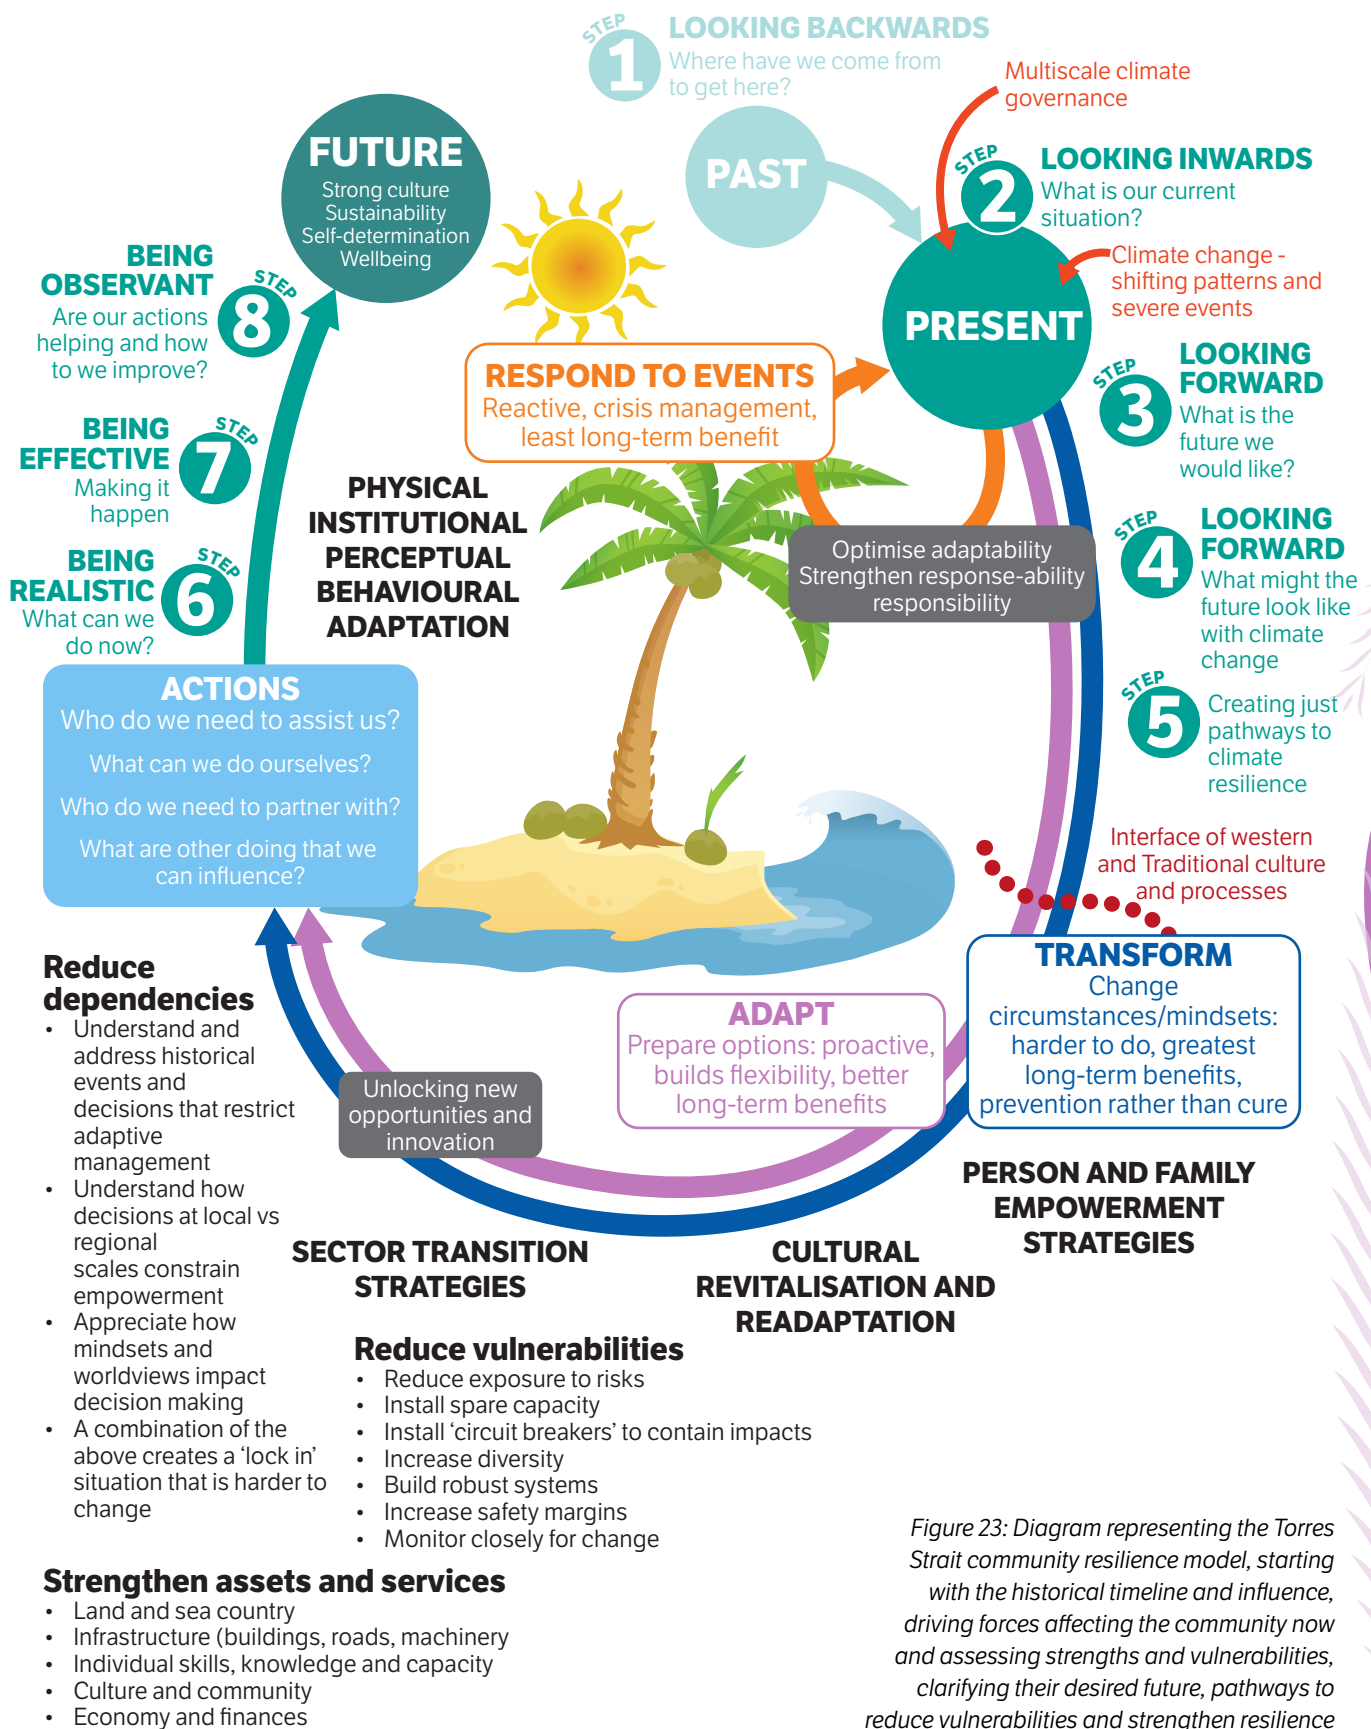 STEP
1
LOOKING BACKWARDS
Where have we come from
to get here?
PAST
Multiscale climate
governance
STEP
2
LOOKING INWARDS
What is our current
situation?
PRESENT
Climate change -
shifting patterns and
severe events
STEP
3
LOOKING
FORWARD
What is the
future we
would like?
STEP
4
LOOKING
FORWARD
What might the
future look like
with climate
change
STEP
5
Creating just
pathways to
climate
resilience
Interface of western
and Traditional culture
and processes
FUTURE
Strong culture
Sustainability
Self-determination
Wellbeing
BEING
OBSERVANT
Are our actions
helping and how
to we improve?
STEP
8
BEING
EFFECTIVE
Making it
happen
STEP
7
BEING
REALISTIC
What can we
do now?
STEP
6
RESPOND TO EVENTS
Reactive, crisis management,
least long-term benefit
PHYSICAL
INSTITUTIONAL
PERCEPTUAL
BEHAVIOURAL
ADAPTATION
Optimise adaptability
Strengthen response-ability
responsibility
ACTIONS
Who do we need to assist us?
What can we do ourselves?
Who do we need to partner with?
What are other doing that we
can influence?
TRANSFORM
Change
circumstances/mindsets:
harder to do, greatest
long-term benefits,
prevention rather than cure
ADAPT
Prepare options: proactive,
builds flexibility, better
long-term benefits
Unlocking new
opportunities and
innovation
PERSON AND FAMILY
EMPOWERMENT
STRATEGIES
CULTURAL
REVITALISATION AND
READAPTATION
SECTOR TRANSITION
STRATEGIES
Reduce
dependencies
• Understand and
address historical
events and
decisions that restrict
adaptive
management
• Understand how
decisions at local vs
regional
scales constrain
empowerment
• Appreciate how
mindsets and
worldviews impact
decision making
• A combination of the
above creates a ‘lock in’
situation that is harder to
change
Reduce vulnerabilities
• Reduce exposure to risks
• Install spare capacity
• Install ‘circuit breakers’ to contain impacts
• Increase diversity
• Build robust systems
• Increase safety margins
• Monitor closely for change
Strengthen assets and services
• Land and sea country
• Infrastructure (buildings, roads, machinery
• Individual skills, knowledge and capacity
• Culture and community
• Economy and finances
Figure 23: Diagram representing the Torres
Strait community resilience model, starting
with the historical timeline and influence,
driving forces affecting the community now
and assessing strengths and vulnerabilities,
clarifying their desired future, pathways to
reduce vulnerabilities and strengthen resilience